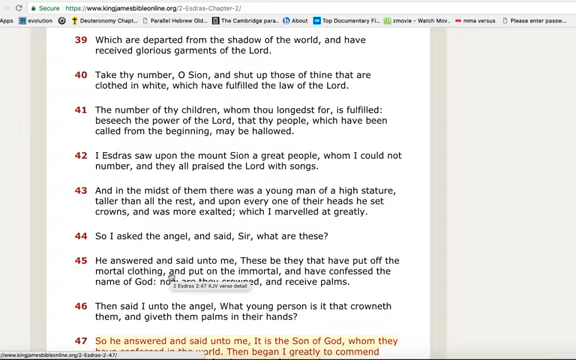 Secure https://www.kingjamesbibleonline.org/2-Esdras-Chapter-2/
Apps evolution Deuteronomy Chapt... Parallel Hebrew Old... The Cambridge para... About Top Documentary Fi... zmovie - Watch Mov... mma versus Please enter passw...
39 Which are departed from the shadow of the world, and have
received glorious garments of the Lord.
40 Take thy number, O Sion, and shut up those of thine that are
clothed in white, which have fulfilled the law of the Lord.
41 The number of thy children, whom thou longedst for, is fulfilled:
beseech the power of the Lord, that thy people, which have been
called from the beginning, may be hallowed.
42 I Esdras saw upon the mount Sion a great people, whom I could not
number, and they all praised the Lord with songs.
43 And in the midst of them there was a young man of a high stature,
taller than all the rest, and upon every one of their heads he set
crowns, and was more exalted; which I marvelled at greatly.
44 So I asked the angel, and said, Sir, what are these?
45 He answered and said unto me, These be they that have put off the
mortal clothing, and put on the immortal, and have confessed the
name of God: now are they crowned, and receive palms.
2 Esdras 2:47 KJV verse detail
46 Then said I unto the angel, What young person is it that crowneth
them, and giveth them palms in their hands?
47 So he answered and said unto me, It is the Son of God, whom they
have confessed in the world. Then began I greatly to commend
//www.kingjamesbibleonline.org/2-Esdras-2-47/